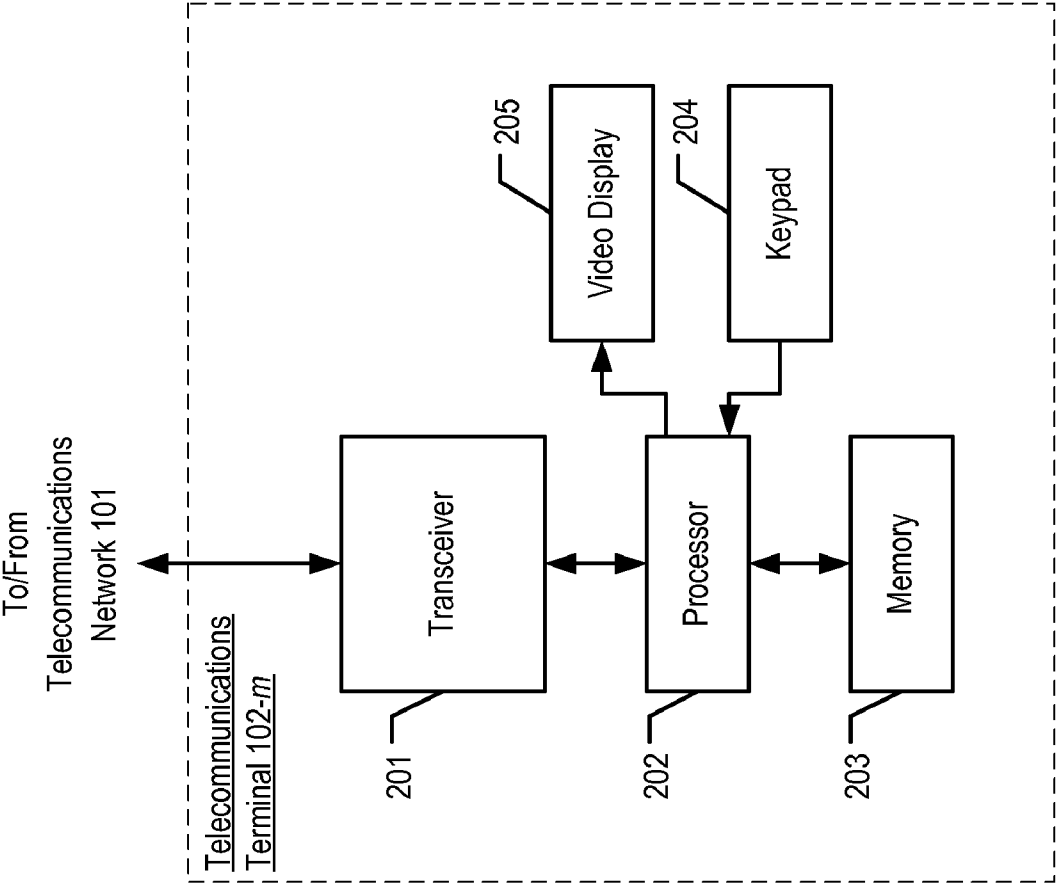 To/From
Telecommunications
Network 101
Telecommunications
Terminal 102-m
Transceiver
201
Processor
202
Memory
203
Video Display
205
Keypad
204